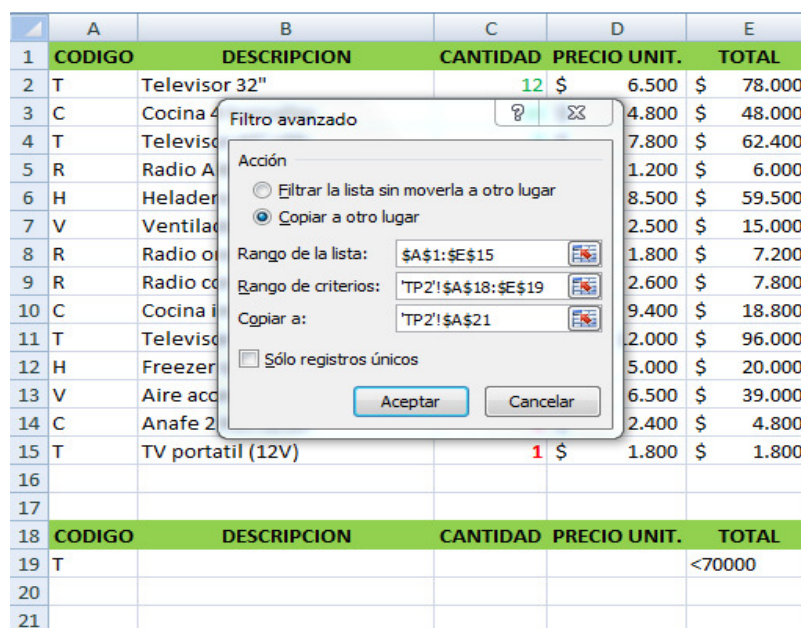 A B C D E
1 CODIGO DESCRIPCION CANTIDAD PRECIO UNIT. TOTAL
2 T Televisor 32" 12 $ 6.500 $ 78.000
3 C Cocina 4 4.800 $ 48.000
4 T 7.800 $ 62.400
5 R Radio A 1.200 $ 6.000
6 H 8.500 $ 59.500
7 V 2.500 $ 15.000
8 R Radio 1.800 $ 7.200
9 R Radio 2.600 $ 7.800
10 C Cocina 9.400 $ 18.800
11 T 2.000 $ 96.000
12 H Freezer 5.000 $ 20.000
13 V Aire 6.500 $ 39.000
14 C Anafe 2 2.400 $ 4.800
15 T TV portatil (12V) 1 $ 1.800 $ 1.800
16
17
18 CODIGO DESCRIPCION CANTIDAD PRECIO UNIT. TOTAL
19 T <70000
20
21
Filtro avanzado
Acción
Filtrar la lista sin moverla a otro lugar
Copiar a otro lugar
Rango de la lista: $A$1:$E$15
Rango de criterios: 'TP2'!$A$18:$E$19
Copiar a: 'TP2'!$A$21
Sólo registros únicos
Aceptar Cancelar